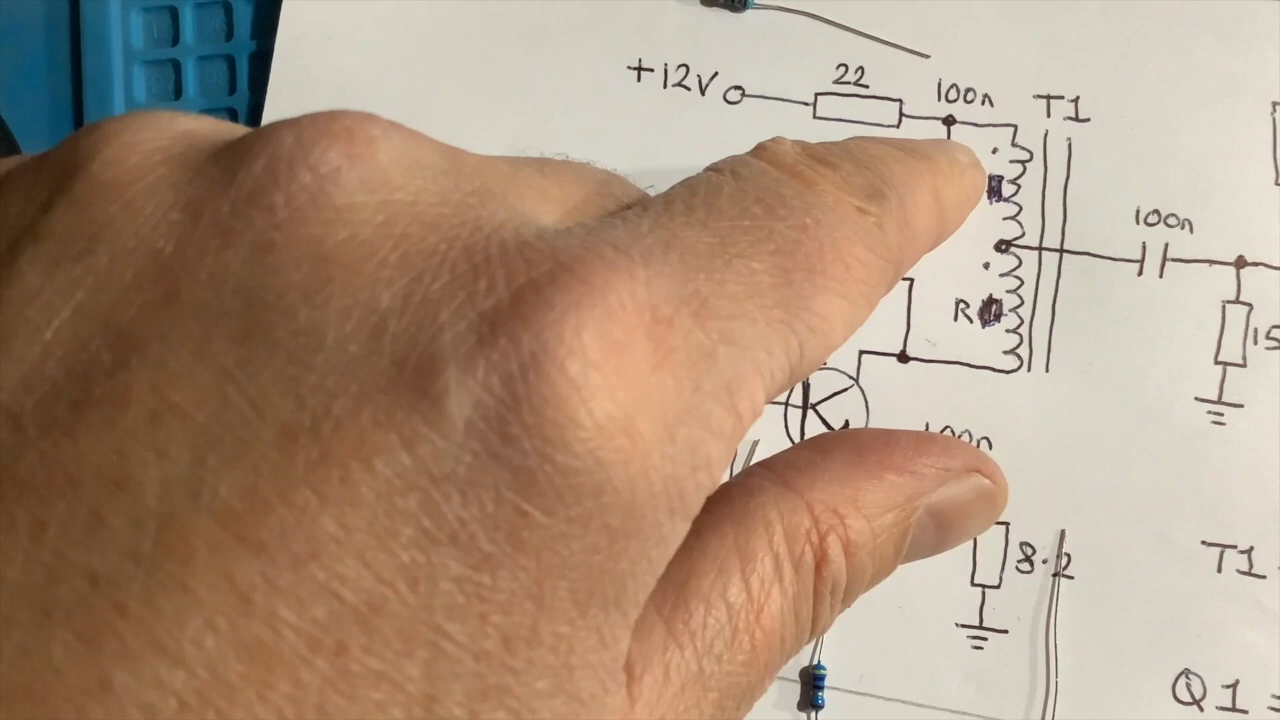 +12V 22 100n T1
100n
R
15
100n
8.2
T1
Q1 =